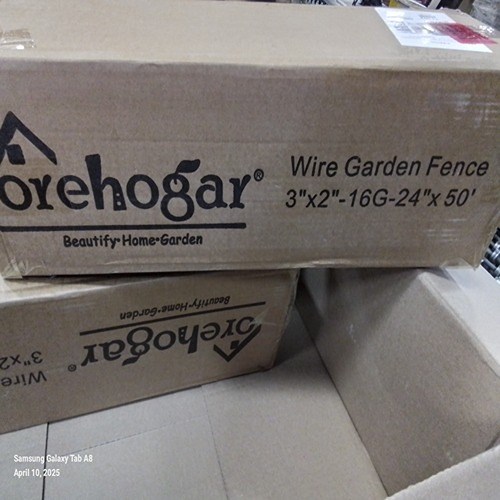 orehogar®
Beautify•Home•Garden
Wire Garden Fence
3"x2"-16G-24"x 50'
orehogar®
Beautify•Home•Garden
Wire
3"x2
Samsung Galaxy Tab A8
April 10, 2025